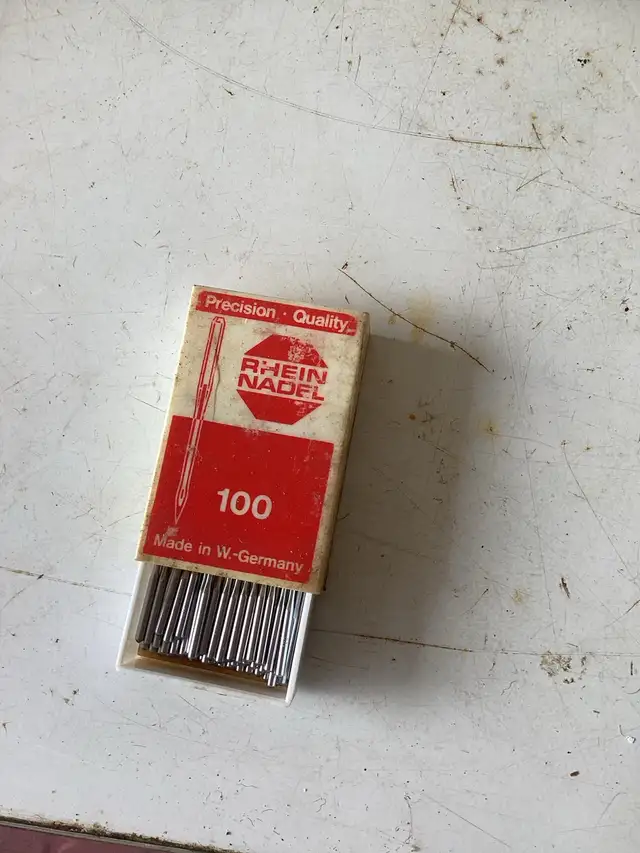 Precision · Quality
RHEIN
NADEL
100
Made in W.-Germany